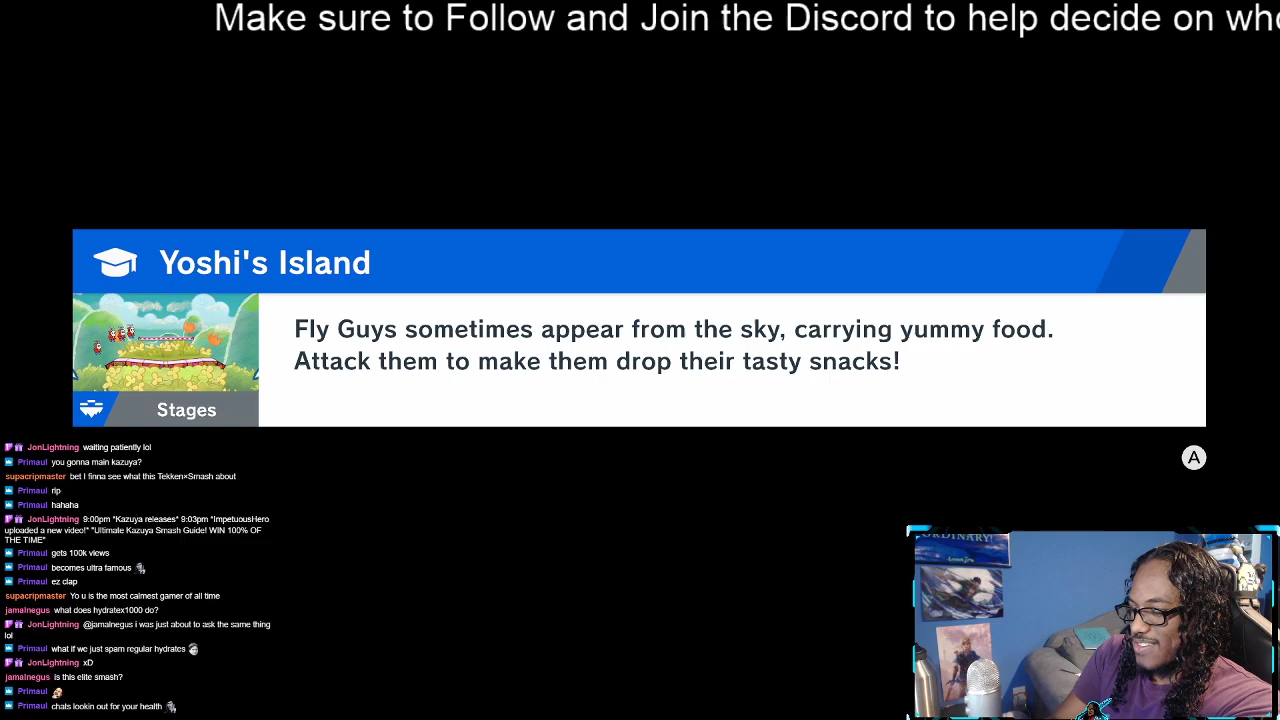 Make sure to Follow and Join the Discord to help decide on who
Yoshi's Island
Fly Guys sometimes appear from the sky, carrying yummy food.
Attack them to make them drop their tasty snacks!
Stages
A
JonLightning waiting patiently lol
Primaul you gonna main kazuya?
supacripmaster bet I finna see what this Tekken×Smash about
Primaul rip
Primaul hahaha
JonLightning 9:00pm *Kazuya releases* 9:03pm *ImpetuousHero
uploaded a new video!* "Ultimate Kazuya Smash Guide! WIN 100% OF
THE TIME"
Primaul gets 100k views
Primaul becomes ultra famous
Primaul ez clap
supacripmaster Yo u is the most calmest gamer of all time
jamalnegus what does hydratex1000 do?
JonLightning @jamalnegus i was just about to ask the same thing
lol
Primaul what if we just spam regular hydrates
JonLightning xD
jamalnegus is this elite smash?
Primaul
Primaul chats lookin out for your health
ORDINARY!